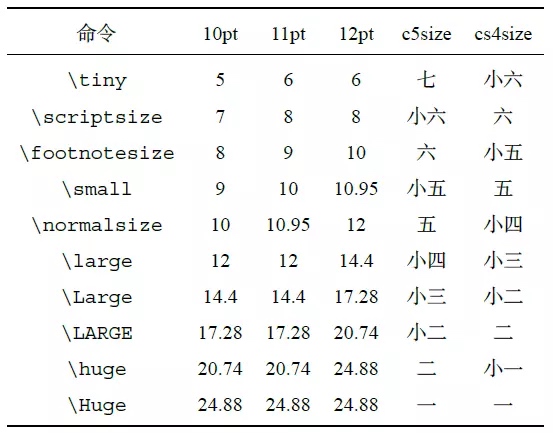 命令 10pt 11pt 12pt c5size cs4size
\tiny 5 6 6 七 小六
\scriptsize 7 8 8 小六 六
\footnotesize 8 9 10 六 小五
\small 9 10 10.95 小五 五
\normalsize 10 10.95 12 五 小四
\large 12 12 14.4 小四 小三
\Large 14.4 14.4 17.28 小三 小二
\LARGE 17.28 17.28 20.74 小二 二
\huge 20.74 20.74 24.88 二 小一
\Huge 24.88 24.88 24.88 一 一